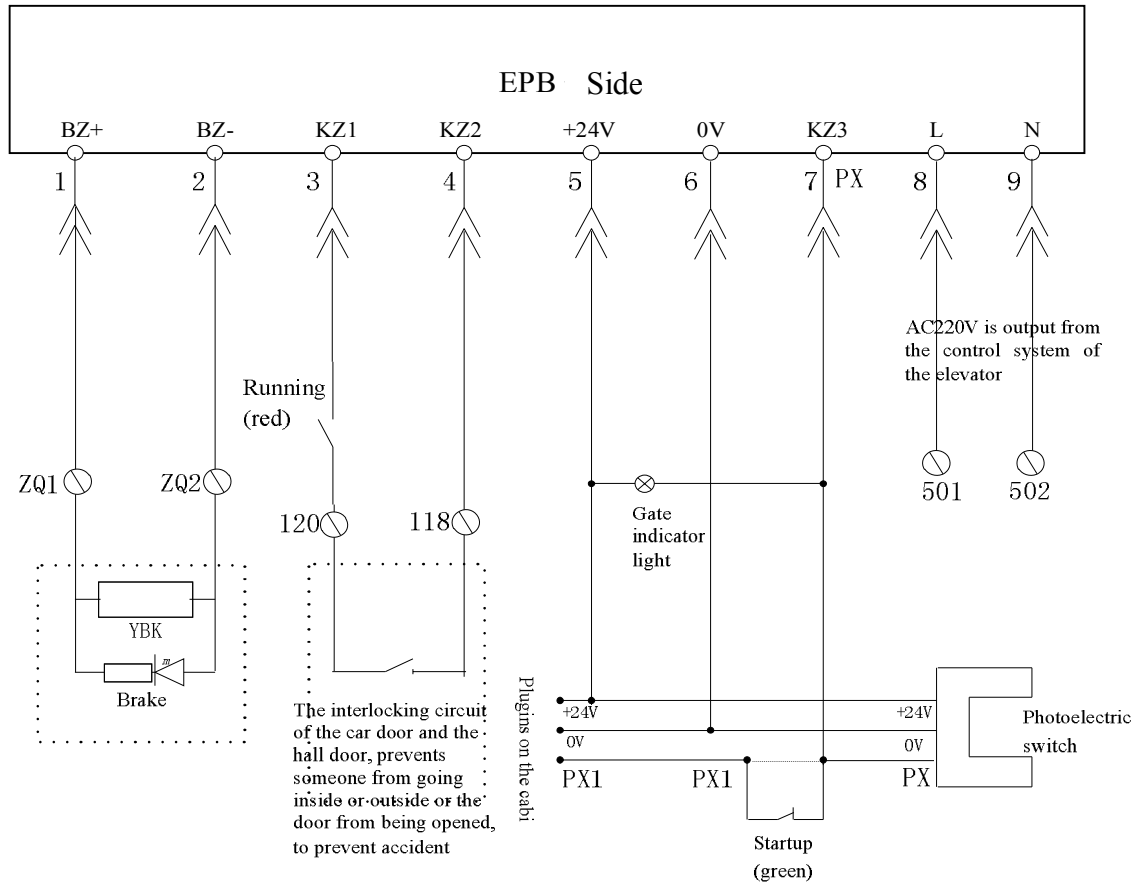 EPB Side
BZ+ BZ- KZ1 KZ2 +24V 0V KZ3 L N
1 2 3 4 5 6 7 PX 8 9
AC220V is output from
the control system of
the elevator
Running
(red)
ZQ1 ZQ2 501 502
120 118
Gate
indicator
light
YBK
m
Brake
The interlocking circuit
of the car door and the
hall door, prevents
someone from going
inside or outside or the
door from being opened,
to prevent accident
Plugins on the cabi
+24V +24V
0V 0V
PX1 PX1 PX
Photoelectric
switch
Startup
(green)